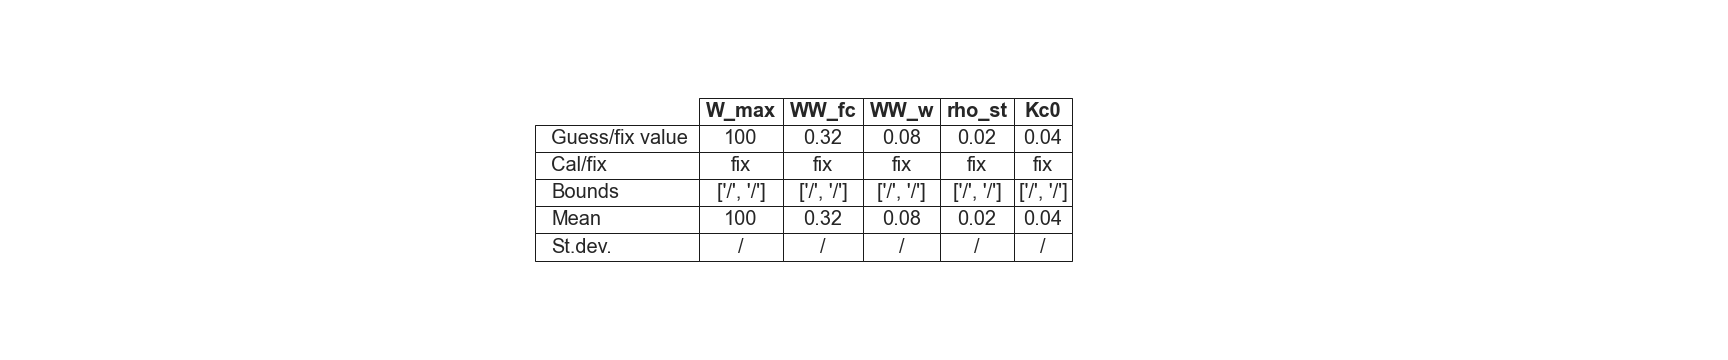 W_max WW_fc WW_w rho_st Kc0
Guess/fix value 100 0.32 0.08 0.02 0.04
Cal/fix fix fix fix fix fix
Bounds ['/', '/'] ['/', '/'] ['/', '/'] ['/', '/'] ['/', '/']
Mean 100 0.32 0.08 0.02 0.04
St.dev. / / / / /